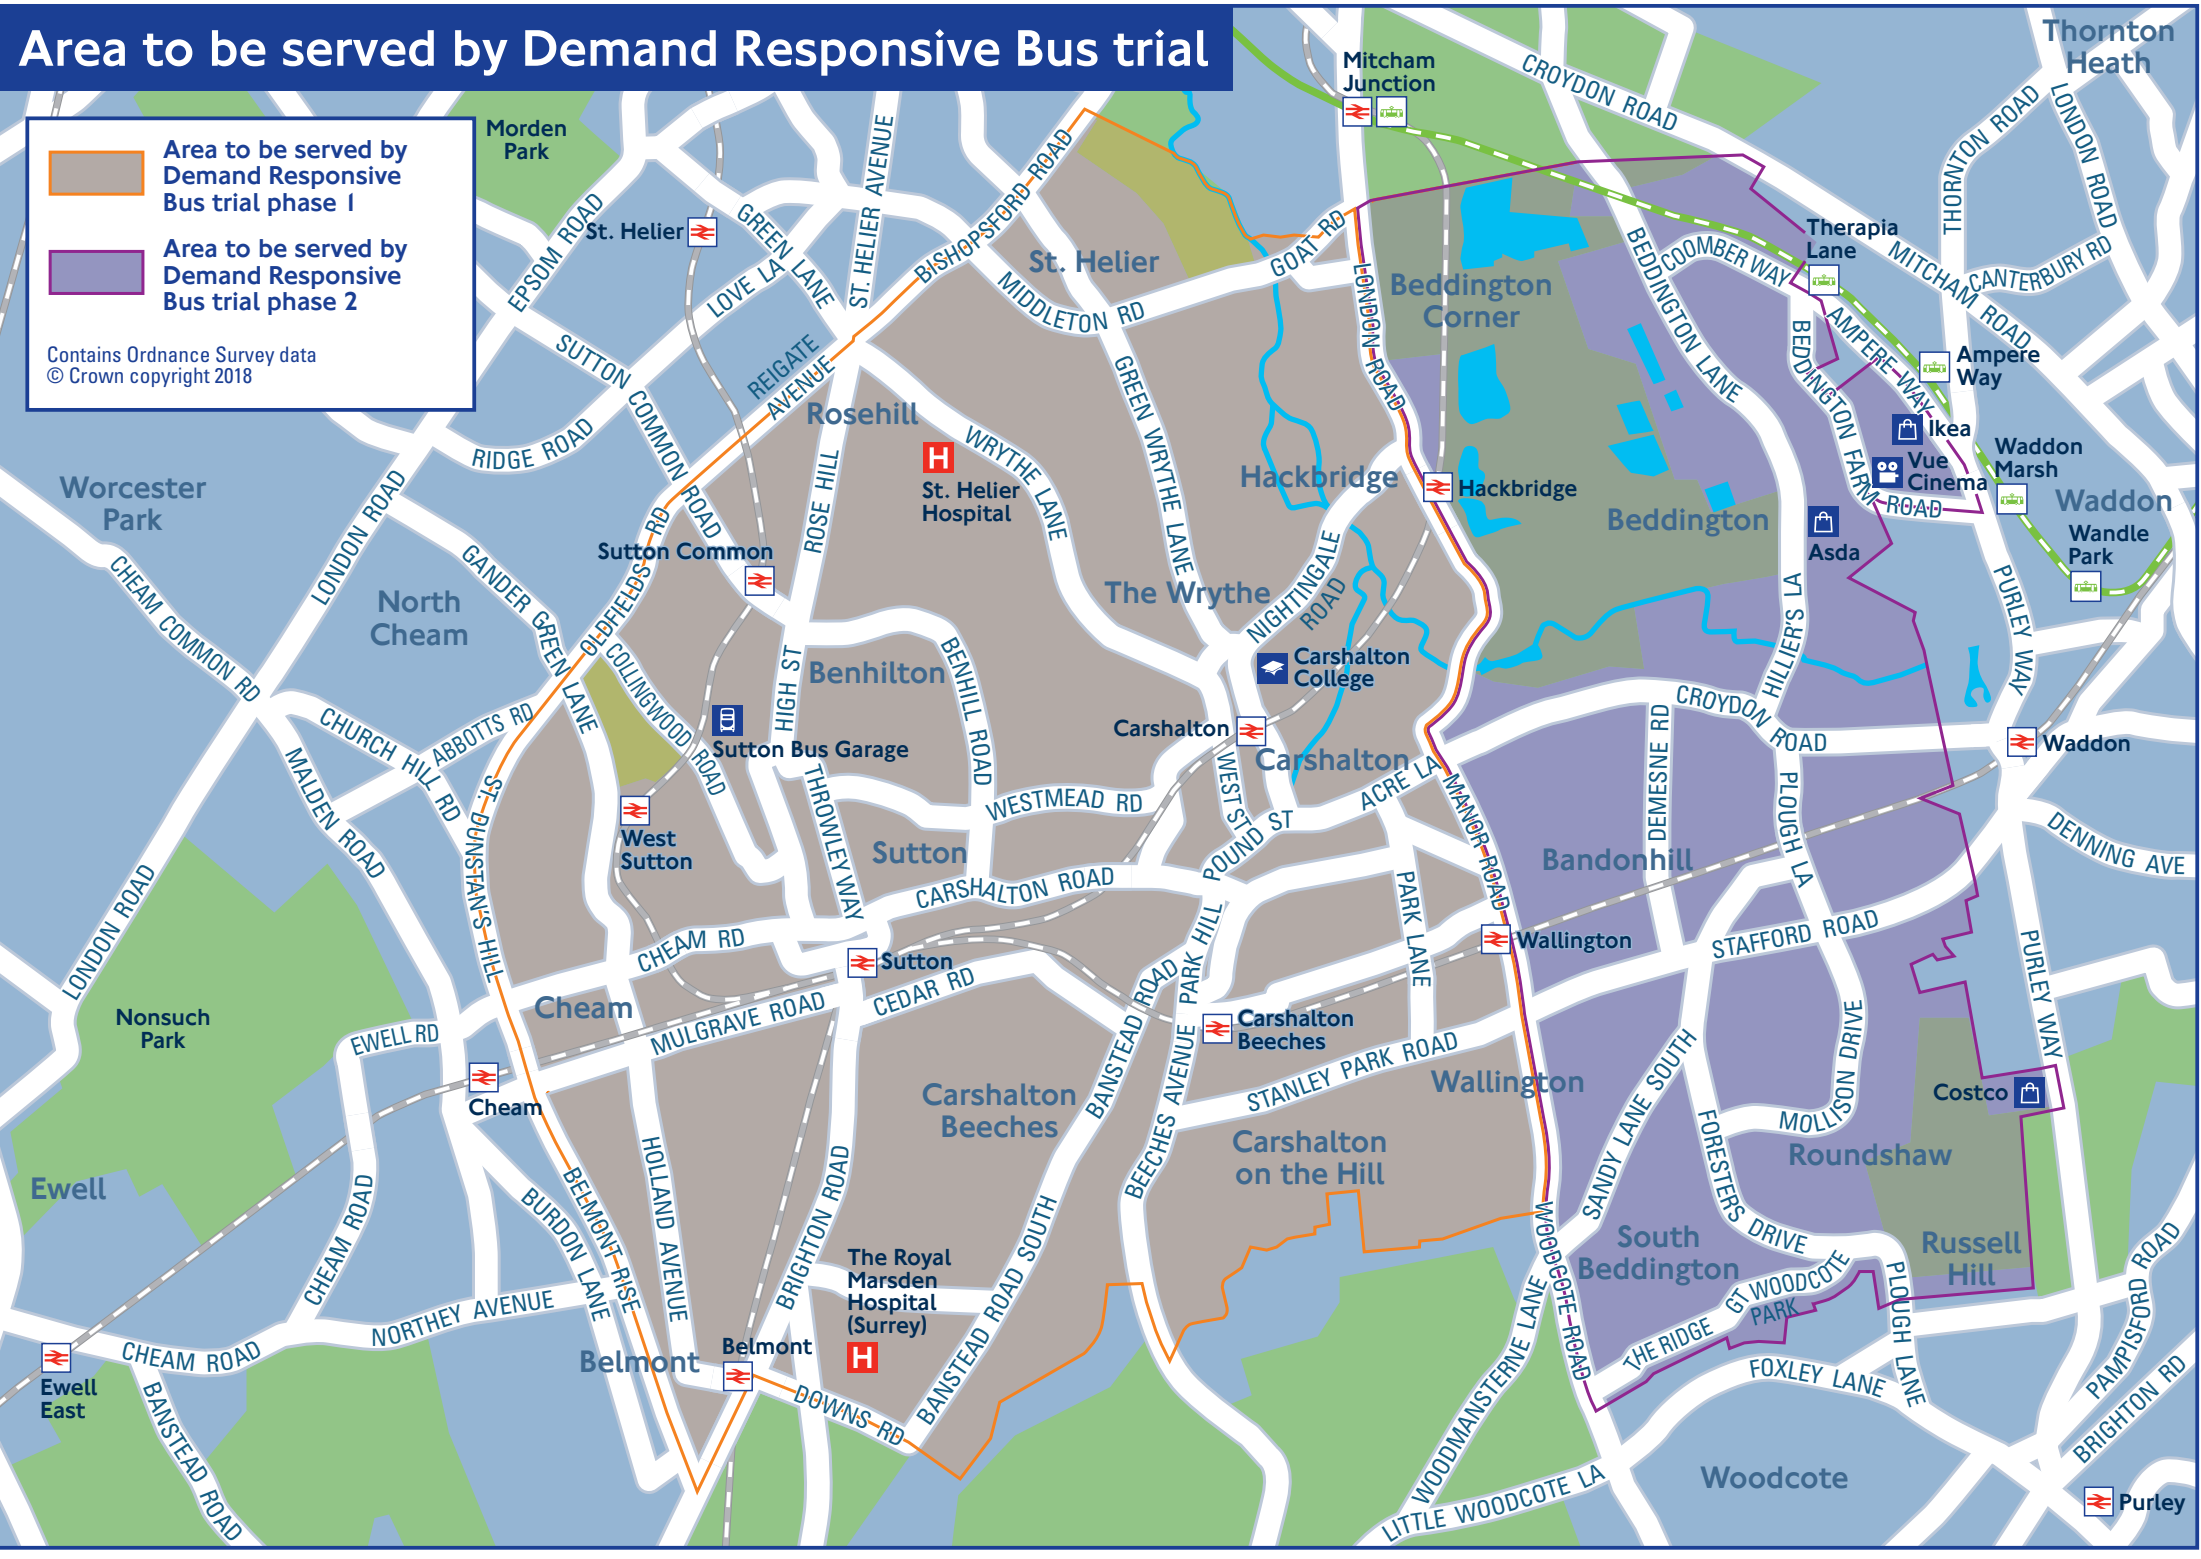 Area to be served by Demand Responsive Bus trial
Area to be served by
Demand Responsive
Bus trial phase 1
Area to be served by
Demand Responsive
Bus trial phase 2
Contains Ordnance Survey data
© Crown copyright 2018
Morden
Park
Mitcham
Junction
CROYDON ROAD
Thornton
Heath
THORNTON ROAD
LONDON ROAD
CANTERBURY RD
MITCHAM ROAD
EPSOM ROAD
St. Helier
GREEN LANE
LOVE LA
ST. HELIER AVENUE
BISHOPSFORD ROAD
St. Helier
MIDDLETON RD
GOAT RD
LONDON ROAD
Beddington
Corner
BEDDINGTON LANE
COOMBER WAY
Therapia
Lane
AMPERE WAY
Ampere
Way
BEDDINGTON FARM ROAD
Ikea
Vue
Cinema
Waddon
Marsh
Waddon
Wandle
Park
Asda
Beddington
SUTTON COMMON ROAD
REIGATE
AVENUE
Rosehill
ROSE HILL
RIDGE ROAD
St. Helier
Hospital
WRYTHE LANE
GREEN WRYTHE LANE
Hackbridge
Hackbridge
Worcester
Park
LONDON ROAD
CHEAM COMMON RD
North
Cheam
GANDER GREEN LANE
OLDFIELDS RD
Sutton Common
The Wrythe
NIGHTINGALE
ROAD
Carshalton
College
HILLIER'S LA
PURLEY WAY
COLLINGWOOD ROAD
Benhilton
BENHILL ROAD
HIGH ST
Sutton Bus Garage
CHURCH HILL RD
ABBOTTS RD
MALDEN ROAD
ST. DUNSTAN'S HILL
West
Sutton
THROWLEY WAY
WESTMEAD RD
Sutton
Carshalton
Carshalton
WEST ST
POUND ST
ACRE LA
MANOR ROAD
CROYDON
ROAD
DEMESNE RD
PLOUGH LA
Waddon
DENNING AVE
Bandonhill
CARSHALTON ROAD
CHEAM RD
Sutton
CEDAR RD
PARK HILL
PARK LANE
Wallington
STAFFORD ROAD
PURLEY WAY
LONDON ROAD
Nonsuch
Park
EWELL RD
Cheam
Cheam
MULGRAVE ROAD
BANSTEAD ROAD
Carshalton
Beeches
STANLEY PARK ROAD
Wallington
SANDY LANE SOUTH
MOLLISON DRIVE
Costco
Carshalton
Beeches
BEECHES AVENUE
Carshalton
on the Hill
FORESTERS DRIVE
Roundshaw
Ewell
CHEAM ROAD
BURDON LANE
BELMONT RISE
HOLLAND AVENUE
BRIGHTON ROAD
BANSTEAD ROAD SOUTH
The Royal
Marsden
Hospital
(Surrey)
South
Beddington
Russell
Hill
GT WOODCOTE
PARK
THE RIDGE
PLOUGH LANE
WOODCOTE ROAD
WOODMANSTERNE LANE
NORTHEY AVENUE
CHEAM ROAD
Ewell
East
BANSTEAD ROAD
Belmont
Belmont
DOWNS RD
FOXLEY LANE
PAMPISFORD ROAD
BRIGHTON RD
LITTLE WOODCOTE LA
Woodcote
Purley